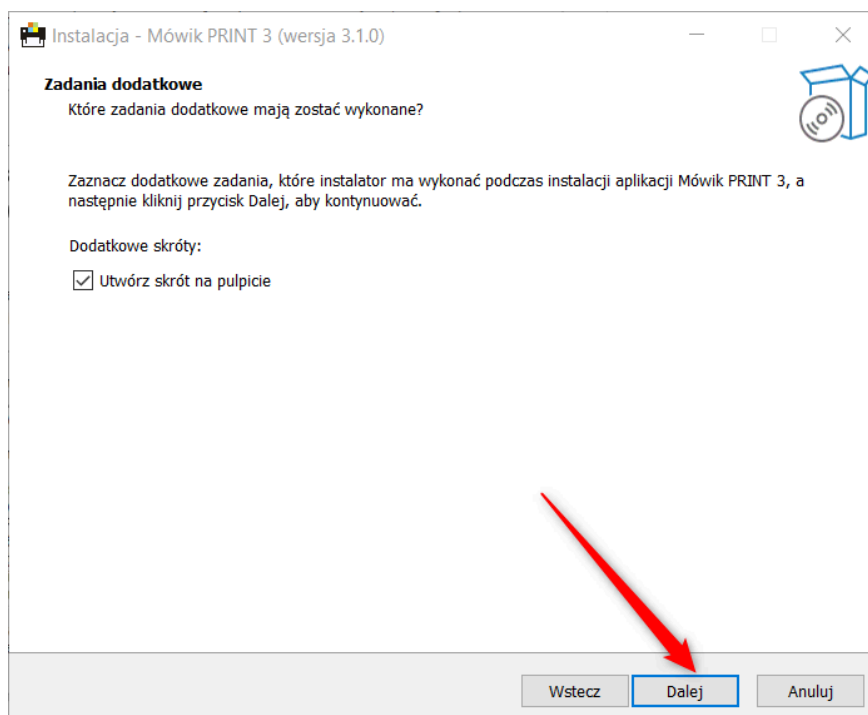 Instalacja - Mówik PRINT 3 (wersja 3.1.0)
Zadania dodatkowe
Które zadania dodatkowe mają zostać wykonane?
Zaznacz dodatkowe zadania, które instalator ma wykonać podczas instalacji aplikacji Mówik PRINT 3, a
następnie kliknij przycisk Dalej, aby kontynuować.
Dodatkowe skróty:
Utwórz skrót na pulpicie
Wstecz Dalej Anuluj